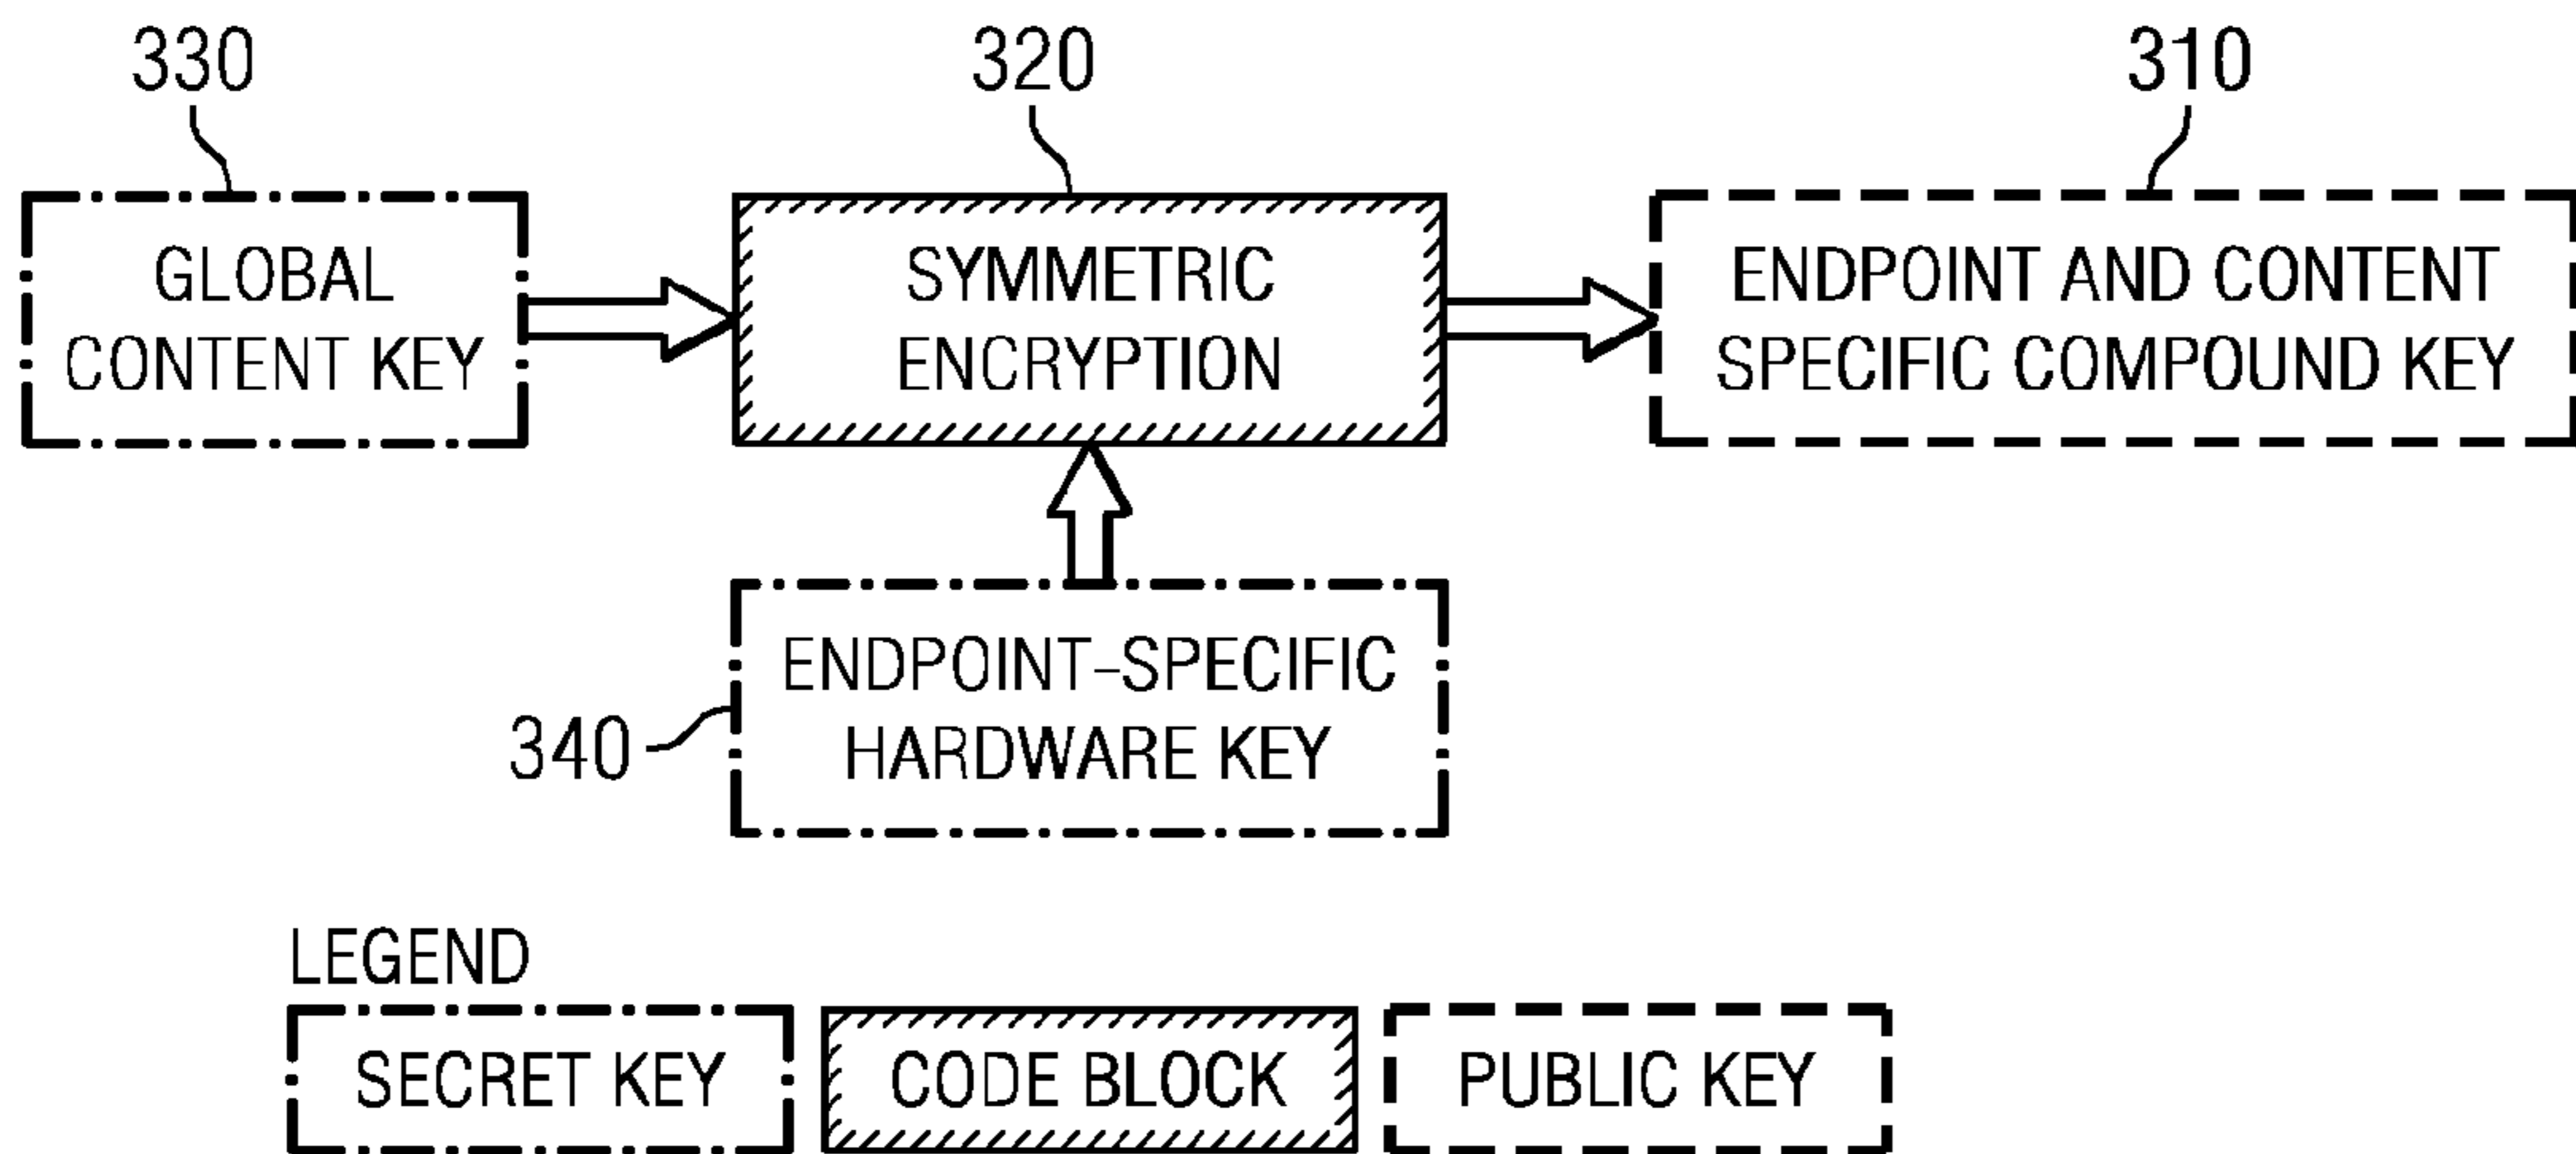 330
320
310
GLOBAL
CONTENT KEY
SYMMETRIC
ENCRYPTION
ENDPOINT AND CONTENT
SPECIFIC COMPOUND KEY
ENDPOINT-SPECIFIC
HARDWARE KEY
340
LEGEND
SECRET KEY
CODE BLOCK
PUBLIC KEY